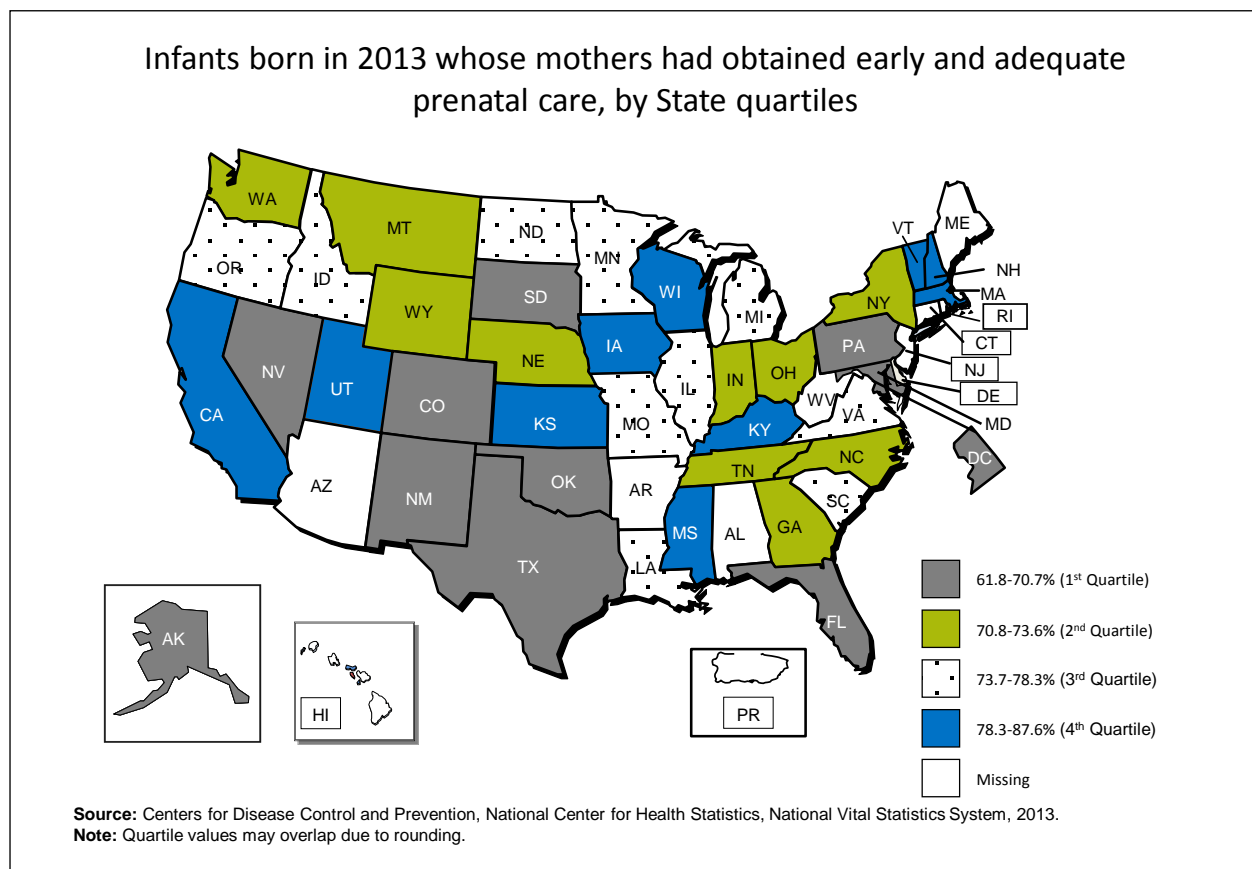 Infants born in 2013 whose mothers had obtained early and adequate
prenatal care, by State quartiles
WA
MT
ND
MN
OR
ID
SD
WY
WI
MI
NE
IA
NV
UT
CO
CA
KS
MO
IL
IN
OH
PA
NY
VT
ME
NH
MA
RI
CT
NJ
DE
MD
DC
WV
VA
KY
TN
NC
SC
AZ
NM
OK
AR
TX
LA
MS
AL
GA
FL
AK
HI
PR
61.8-70.7% (1st Quartile)
70.8-73.6% (2nd Quartile)
73.7-78.3% (3rd Quartile)
78.3-87.6% (4th Quartile)
Missing
Source: Centers for Disease Control and Prevention, National Center for Health Statistics, National Vital Statistics System, 2013.
Note: Quartile values may overlap due to rounding.